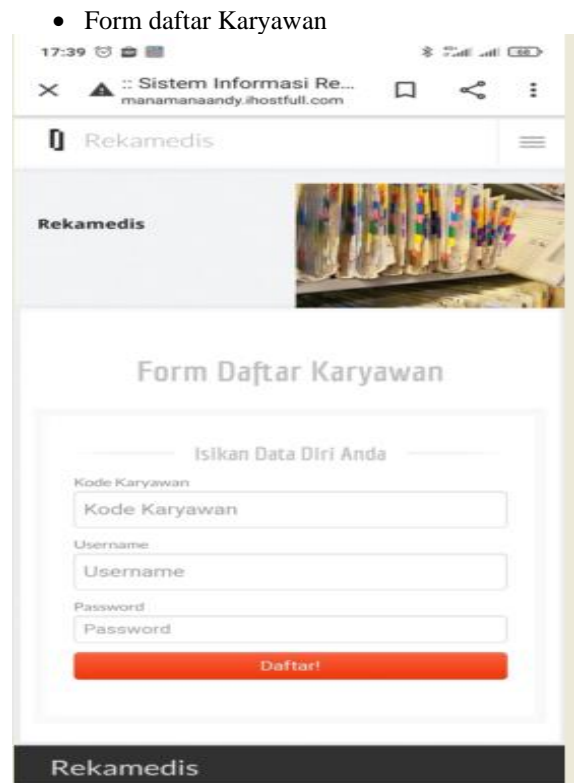 • Form daftar Karyawan
17:39
:: Sistem Informasi Re...
manamanaandy.ihostfull.com
Rekamedis
Rekamedis
Form Daftar Karyawan
Isikan Data DIri Anda
Kode Karyawan
Kode Karyawan
Username
Username
Password
Password
Daftar!
Rekamedis